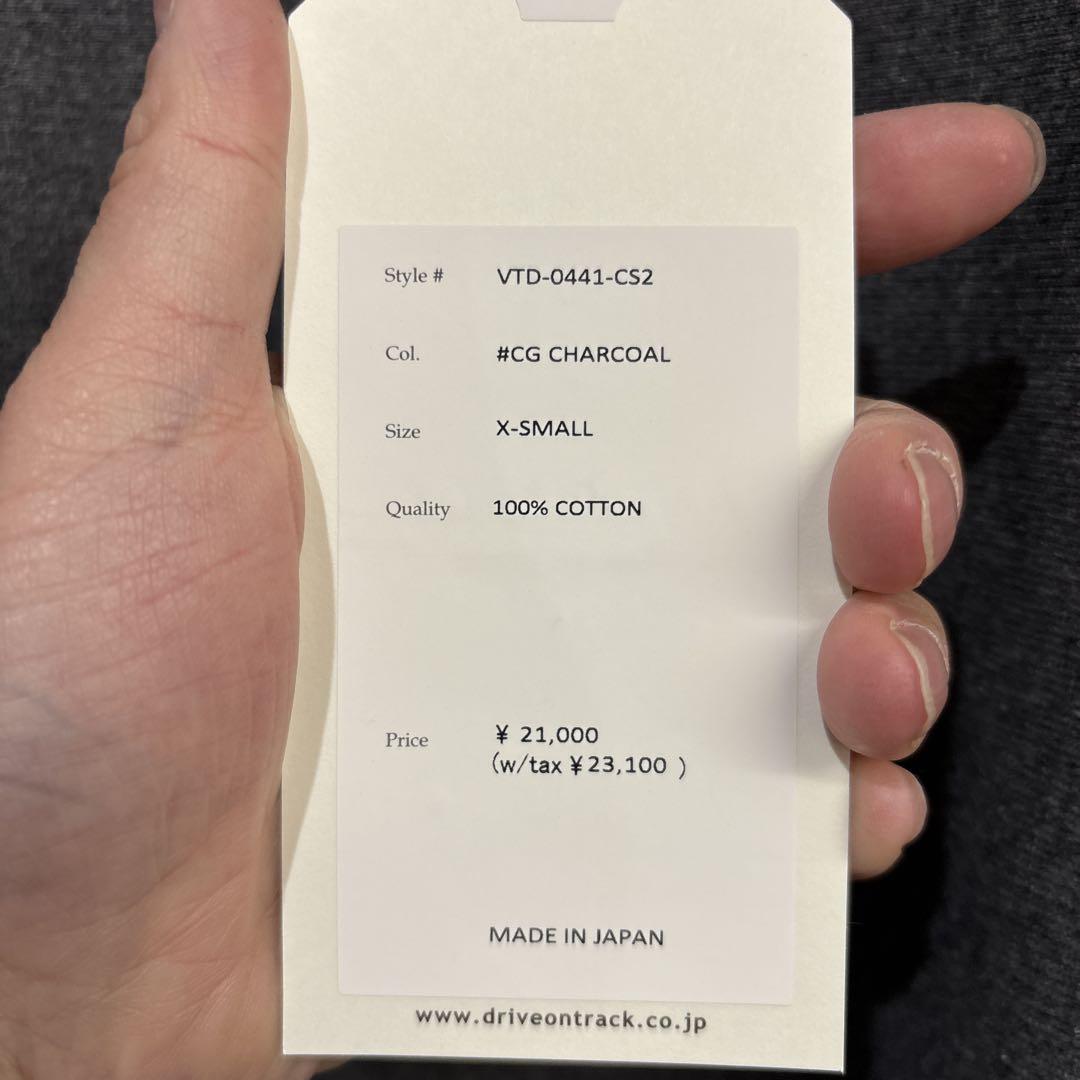 Style # VTD-0441-CS2
Col. #CG CHARCOAL
Size X-SMALL
Quality 100% COTTON
Price ¥ 21,000
(w/tax ¥23,100 )
MADE IN JAPAN
www.driveontrack.co.jp